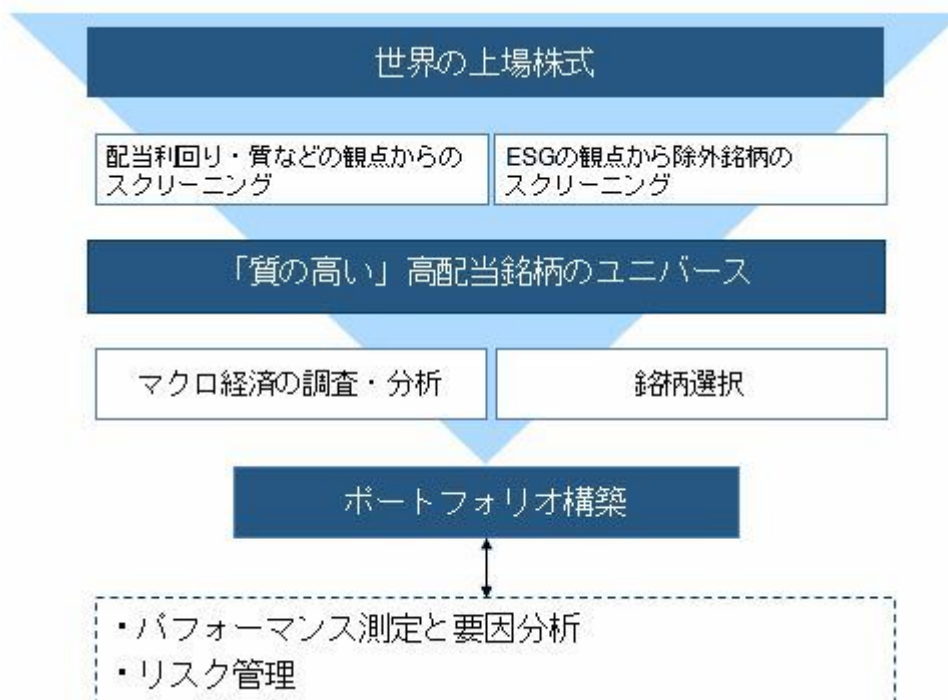 世界の上場株式
配当利回り・質などの観点からの
スクリーニング
ESGの観点から除外銘柄の
スクリーニング
「質の高い」高配当銘柄のユニバース
マクロ経済の調査・分析
銘柄選択
ポートフォリオ構築
・パフォーマンス測定と要因分析
・リスク管理